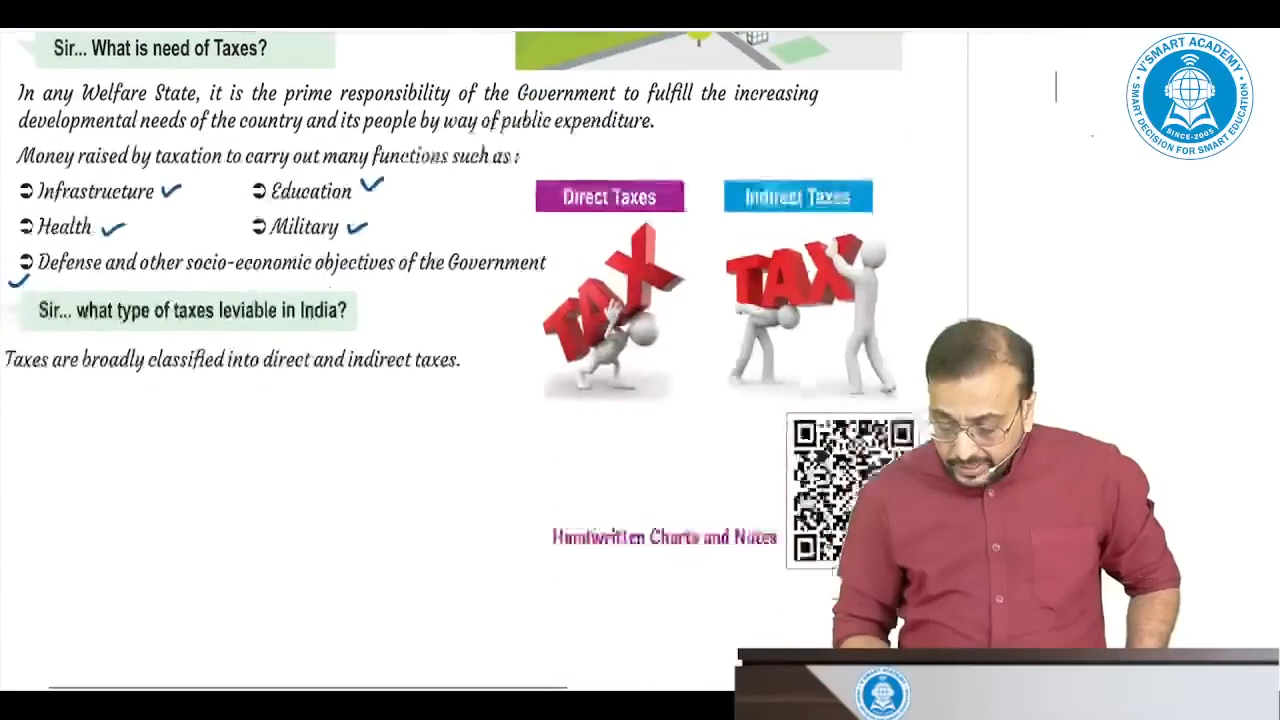 Sir... What is need of Taxes?
In any Welfare State, it is the prime responsibility of the Government to fulfill the increasing
developmental needs of the country and its people by way of public expenditure.
Money raised by taxation to carry out many functions such as :
➲ Infrastructure ✓ ➲ Education ✓
➲ Health ✓ ➲ Military ✓
➲ Defense and other socio-economic objectives of the Government ✓
Sir... what type of taxes leviable in India?
Taxes are broadly classified into direct and indirect taxes.
Direct Taxes
TAX
Indirect Taxes
TAX
Handwritten Charts and Notes
V'SMART ACADEMY
SINCE-2005
SMART DECISION FOR SMART EDUCATION